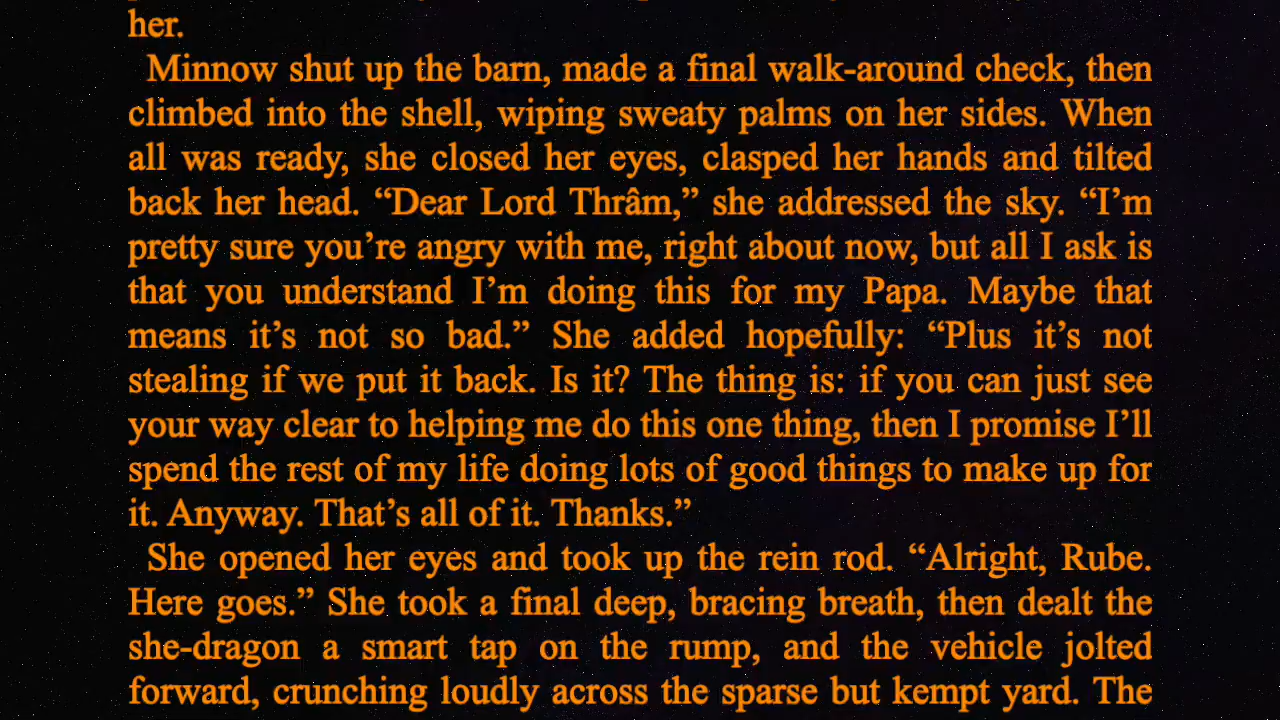 her.
Minnow shut up the barn, made a final walk-around check, then
climbed into the shell, wiping sweaty palms on her sides. When
all was ready, she closed her eyes, clasped her hands and tilted
back her head. “Dear Lord Thrâm,” she addressed the sky. “I’m
pretty sure you’re angry with me, right about now, but all I ask is
that you understand I’m doing this for my Papa. Maybe that
means it’s not so bad.” She added hopefully: “Plus it’s not
stealing if we put it back. Is it? The thing is: if you can just see
your way clear to helping me do this one thing, then I promise I’ll
spend the rest of my life doing lots of good things to make up for
it. Anyway. That’s all of it. Thanks.”
She opened her eyes and took up the rein rod. “Alright, Rube.
Here goes.” She took a final deep, bracing breath, then dealt the
she-dragon a smart tap on the rump, and the vehicle jolted
forward, crunching loudly across the sparse but kempt yard. The